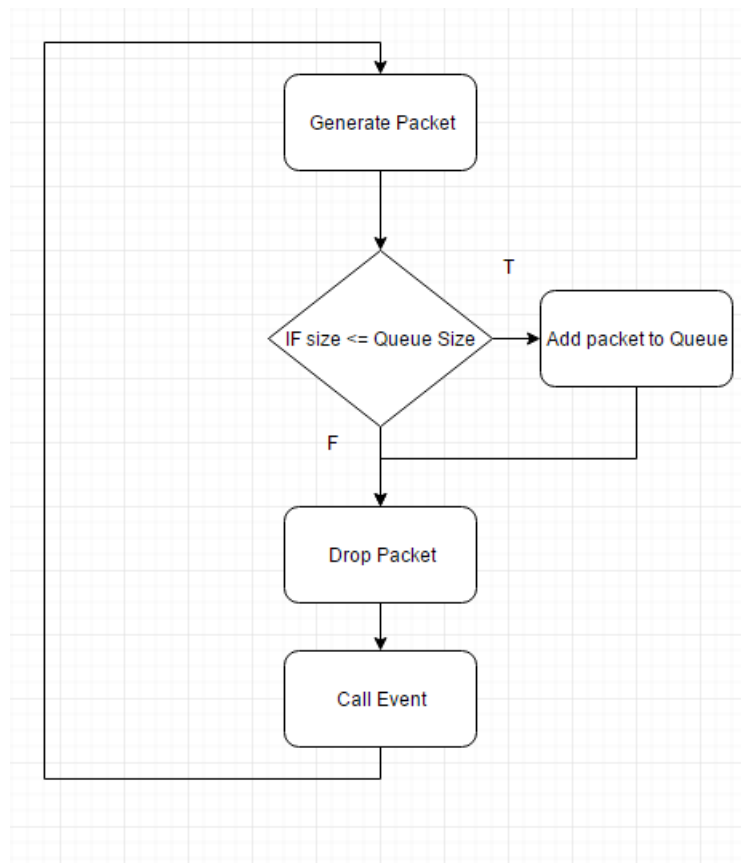 Generate Packet
T
IF size <= Queue Size
Add packet to Queue
F
Drop Packet
Call Event